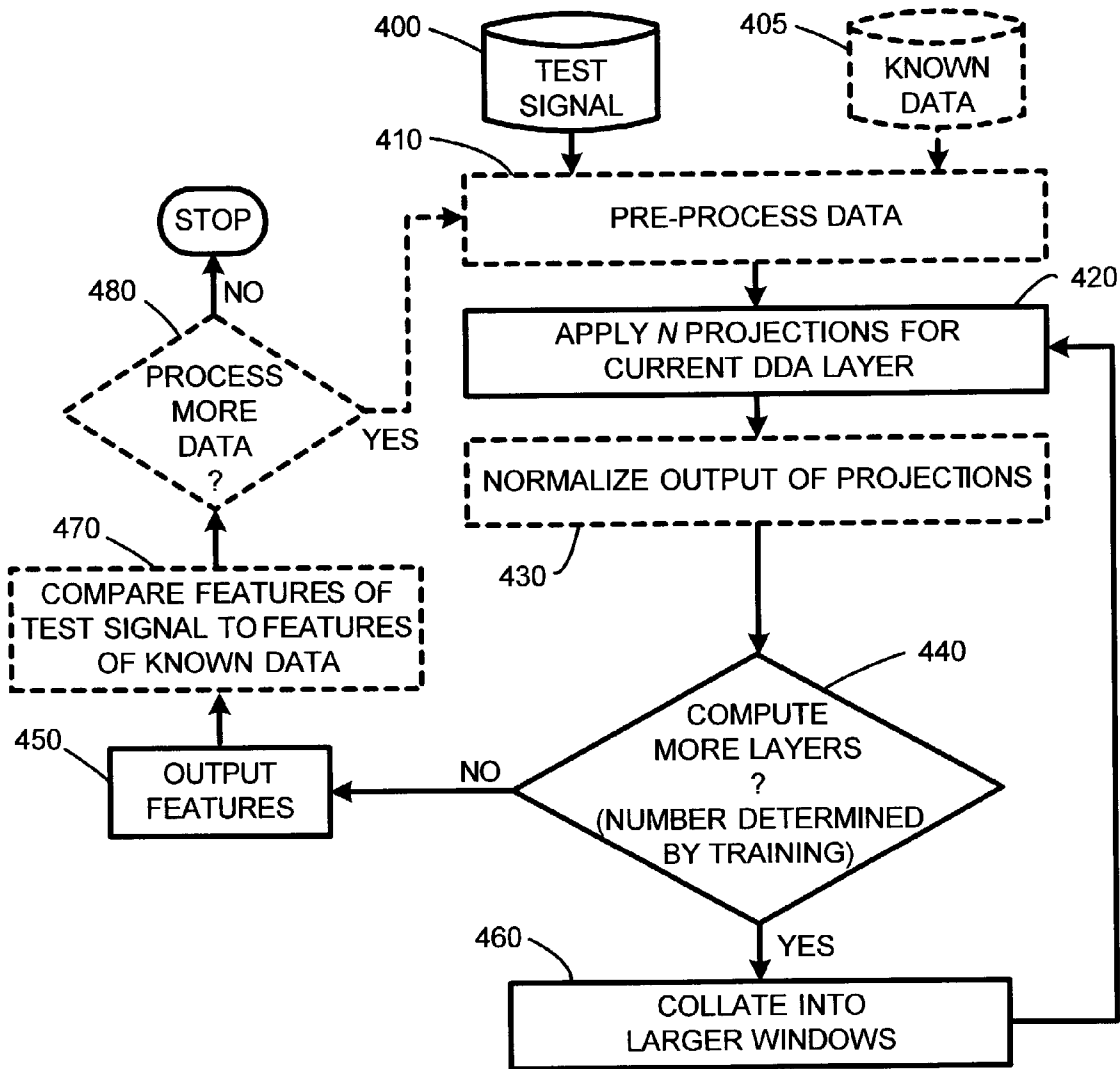 400
TEST
SIGNAL
405
KNOWN
DATA
410
PRE-PROCESS DATA
STOP
480
NO
PROCESS
MORE
DATA
?
YES
420
APPLY N PROJECTIONS FOR
CURRENT DDA LAYER
NORMALIZE OUTPUT OF PROJECTIONS
430
470
COMPARE FEATURES OF
TEST SIGNAL TO FEATURES
OF KNOWN DATA
440
COMPUTE
MORE LAYERS
?
(NUMBER DETERMINED
BY TRAINING)
NO
450
OUTPUT
FEATURES
YES
460
COLLATE INTO
LARGER WINDOWS